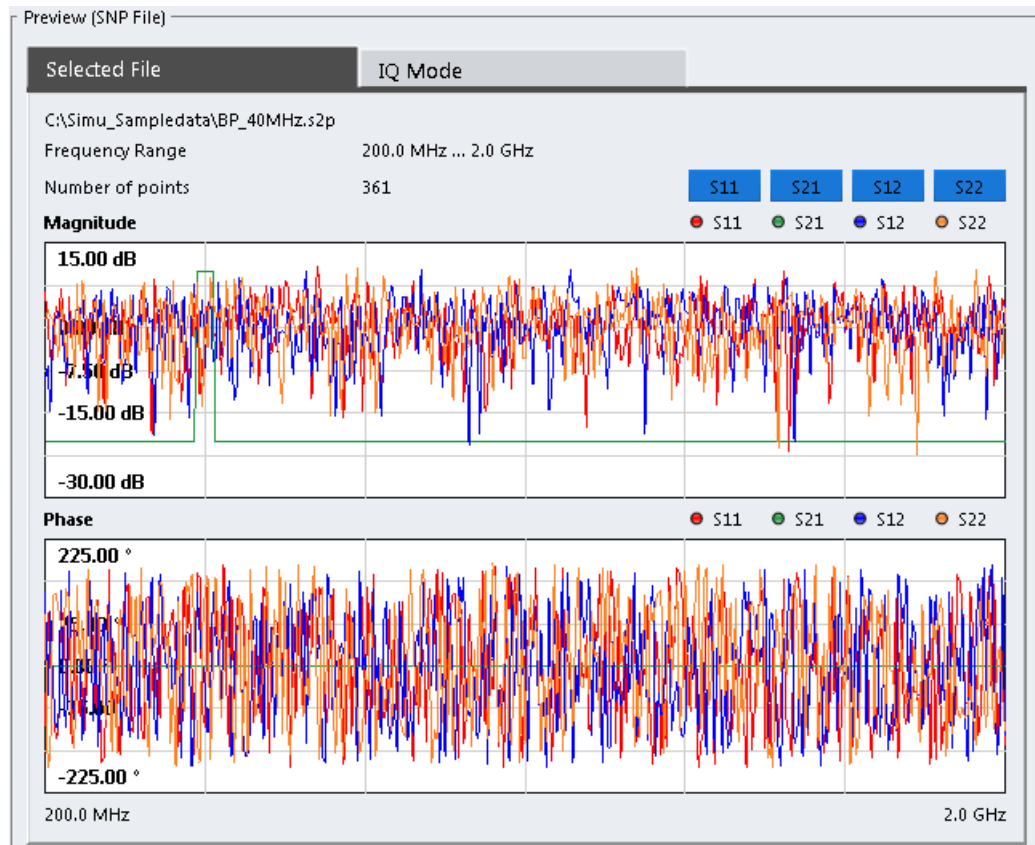 Preview (SNP File)
Selected File IQ Mode
C:\Simu_Sampledata\BP_40MHz.s2p
Frequency Range 200.0 MHz ... 2.0 GHz
Number of points 361 S11 S21 S12 S22
Magnitude S11 S21 S12 S22
15.00 dB
-7.50 dB
-15.00 dB
-30.00 dB
Phase S11 S21 S12 S22
225.00 °
-225.00 °
200.0 MHz 2.0 GHz